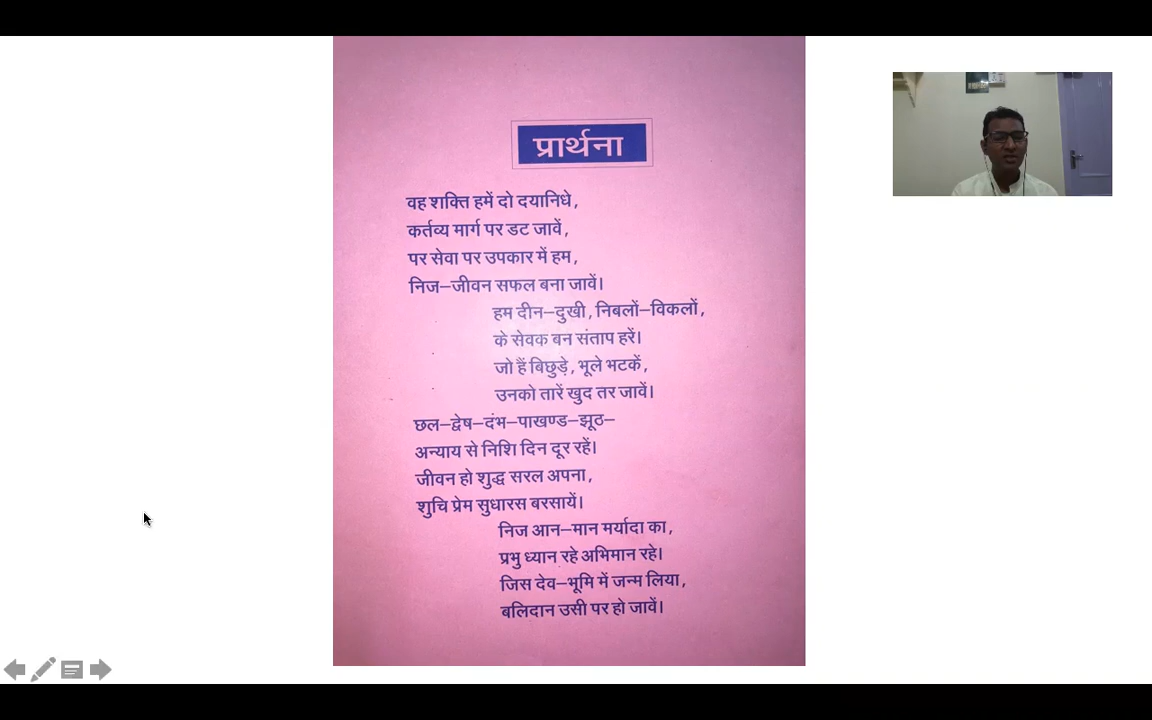 प्रार्थना
वह शक्ति हमें दो दयानिधे,
कर्तव्य मार्ग पर डट जावें,
पर सेवा पर उपकार में हम,
निज–जीवन सफल बना जावें।
हम दीन–दुखी, निबलों–विकलों,
के सेवक बन संताप हरें।
जो हैं बिछुड़े, भूले भटकें,
उनको तारें खुद तर जावें।
छल–द्वेष–दंभ–पाखण्ड–झूठ–
अन्याय से निशि दिन दूर रहें।
जीवन हो शुद्ध सरल अपना,
शुचि प्रेम सुधारस बरसायें।
निज आन–मान मर्यादा का,
प्रभु ध्यान रहे अभिमान रहे।
जिस देव–भूमि में जन्म लिया,
बलिदान उसी पर हो जावें।